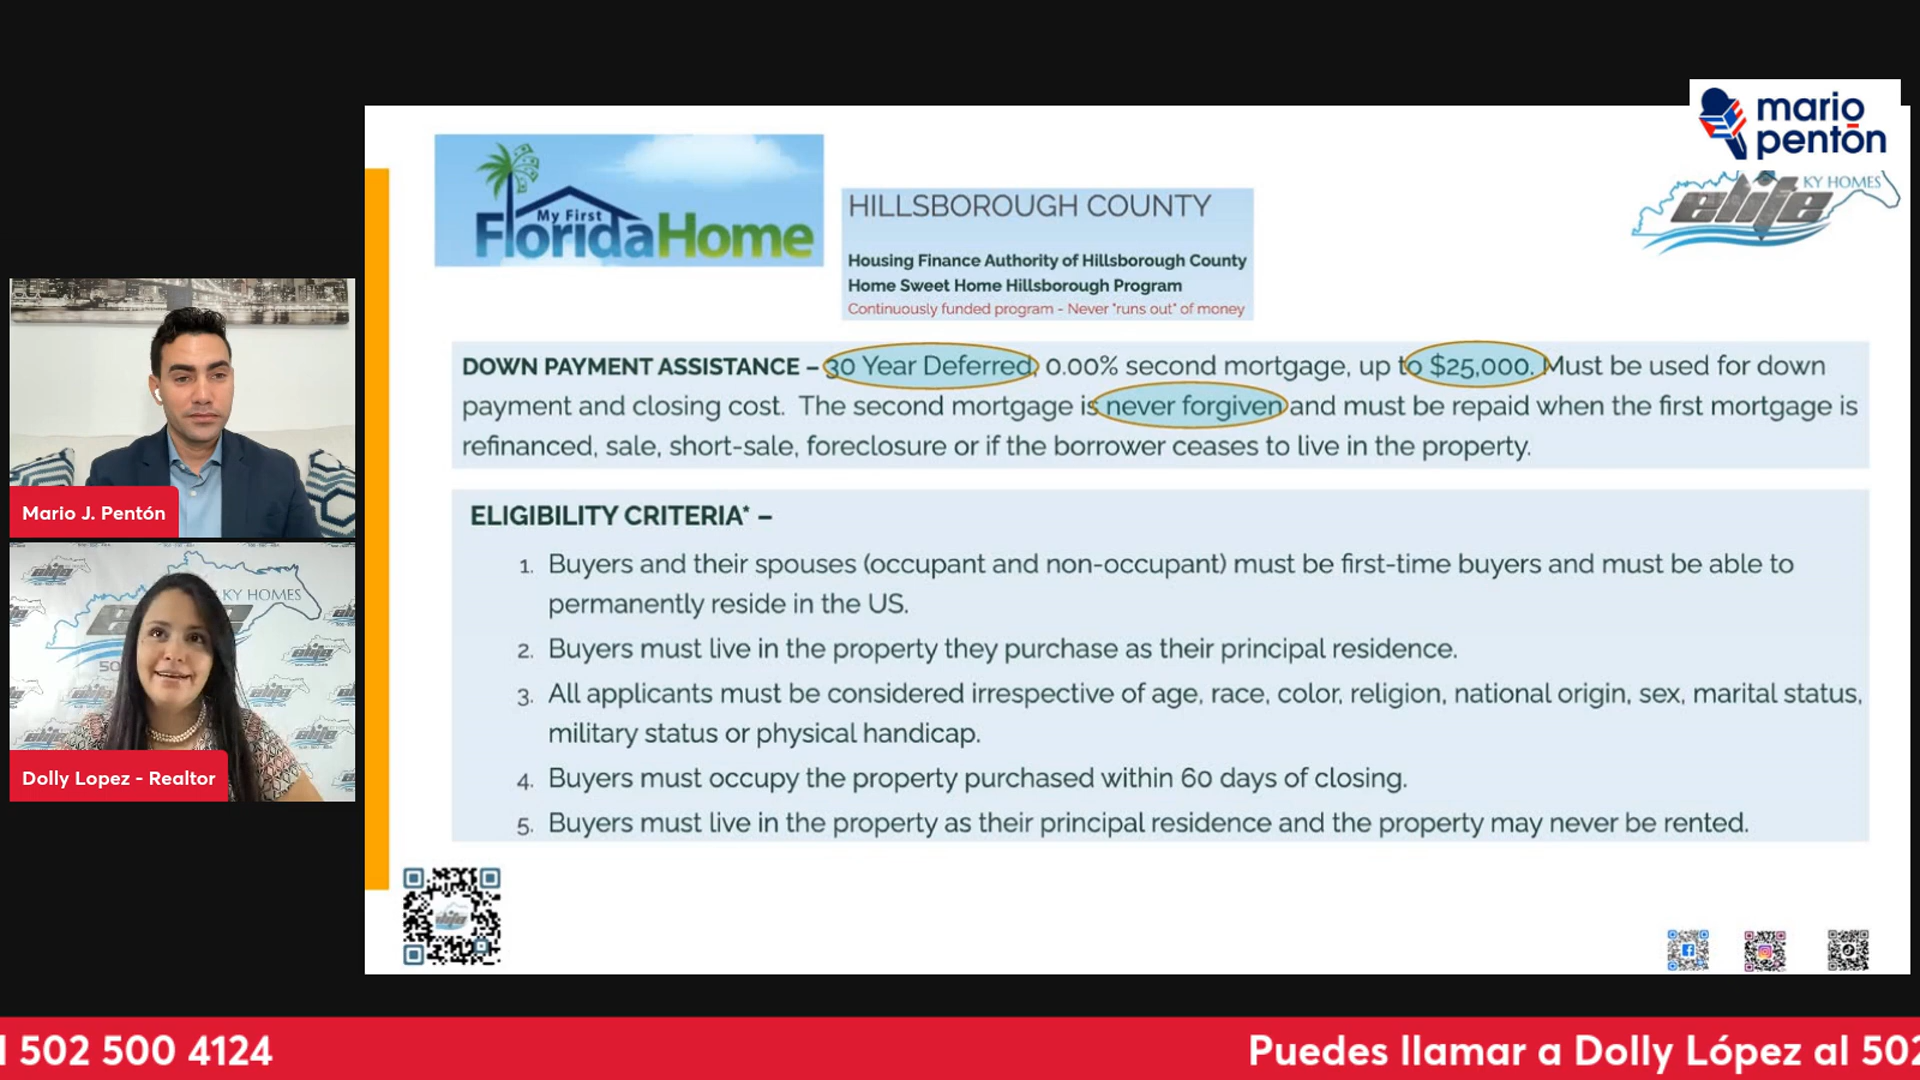 mario
pentón
KY HOMES
elife
My First
FloridaHome
HILLSBOROUGH COUNTY
Housing Finance Authority of Hillsborough County
Home Sweet Home Hillsborough Program
Continuously funded program - Never "runs out" of money
DOWN PAYMENT ASSISTANCE – 30 Year Deferred, 0.00% second mortgage, up to $25,000. Must be used for down
payment and closing cost. The second mortgage is never forgiven and must be repaid when the first mortgage is
refinanced, sale, short-sale, foreclosure or if the borrower ceases to live in the property.
ELIGIBILITY CRITERIA* –
1. Buyers and their spouses (occupant and non-occupant) must be first-time buyers and must be able to
permanently reside in the US.
2. Buyers must live in the property they purchase as their principal residence.
3. All applicants must be considered irrespective of age, race, color, religion, national origin, sex, marital status,
military status or physical handicap.
4. Buyers must occupy the property purchased within 60 days of closing.
5. Buyers must live in the property as their principal residence and the property may never be rented.
Mario J. Pentón
KY HOMES
Dolly Lopez - Realtor
l 502 500 4124
Puedes llamar a Dolly López al 502